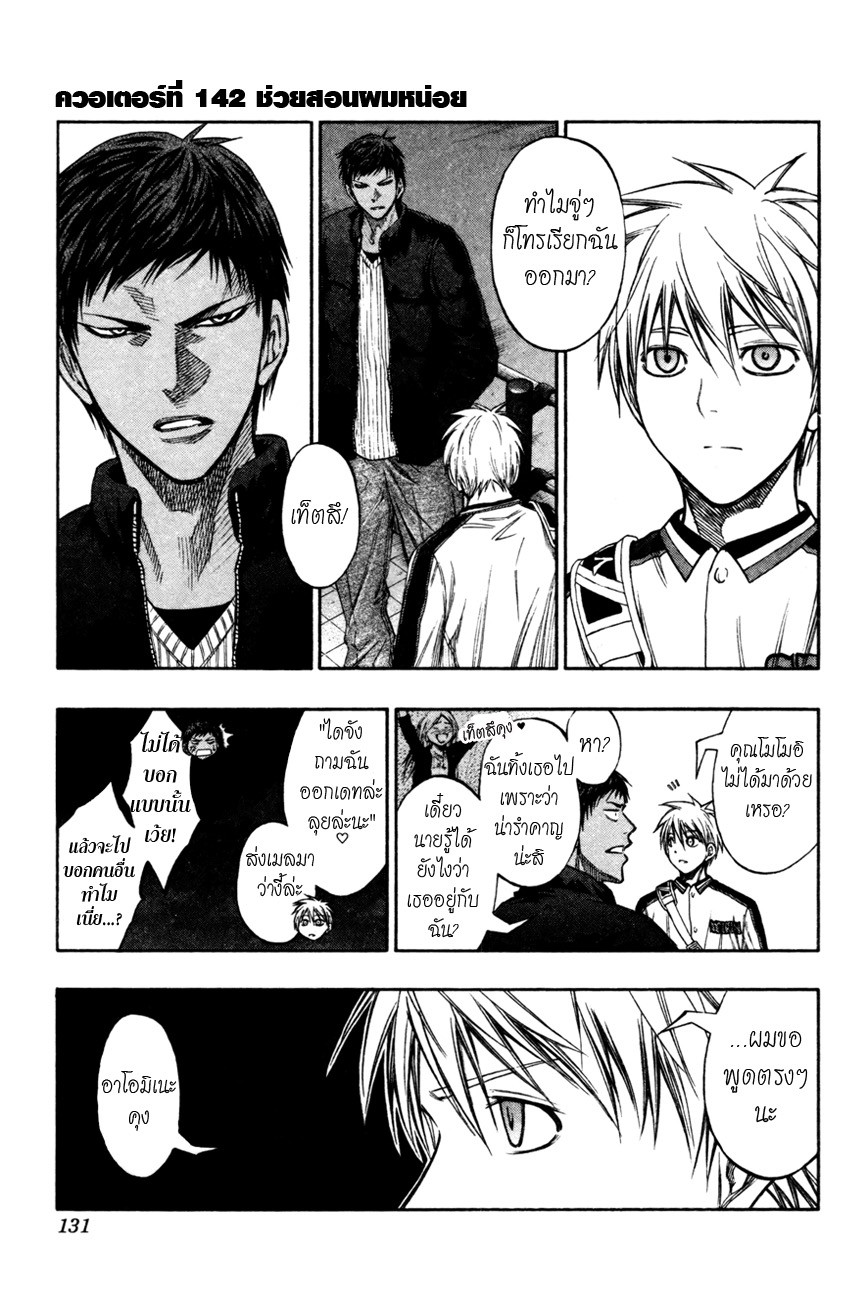 ควอเตอร์ที่ 142 ช่วยสอนผมหน่อย
ทำไมจู่ๆ
ก็โทรเรียกฉัน
ออกมา?
เท็ตสึ!
คุณโมโมอิ
ไม่ได้มาด้วย
เหรอ?
หา?
ฉันทิ้งเธอไป
เพราะว่า
น่ารำคาญ
น่ะสิ
เท็ตสึคุง ♥
เดี๋ยว
นายรู้ได้
ยังไงว่า
เธออยู่กับ
ฉัน?
"ไดจัง
ถามฉัน
ออกเดทล่ะ
ลุยล่ะนะ"
♡
ส่งเมลมา
ว่างี้ล่ะ
ไม่ได้
บอก
แบบนั้น
เว้ย!
แล้วจะไป
บอกคนอื่น
ทำไม
เนี่ย...?
...ผมขอ
พูดตรงๆ
นะ
อาโอมิเนะ
คุง
131